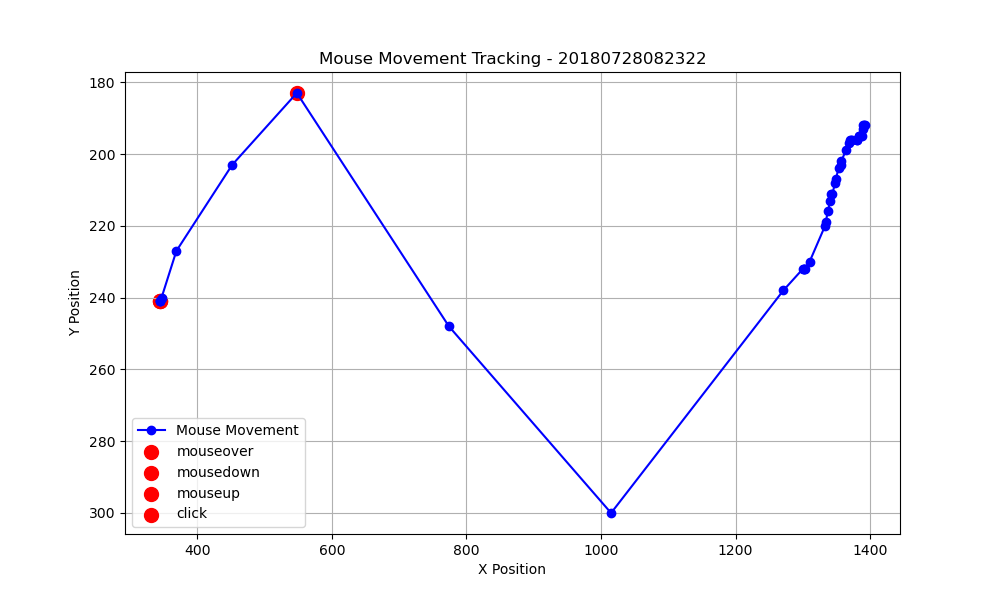 Mouse Movement Tracking - 20180728082322
Y Position
180
200
220
240
260
280
300
Mouse Movement
mouseover
mousedown
mouseup
click
400 600 800 1000 1200 1400
X Position